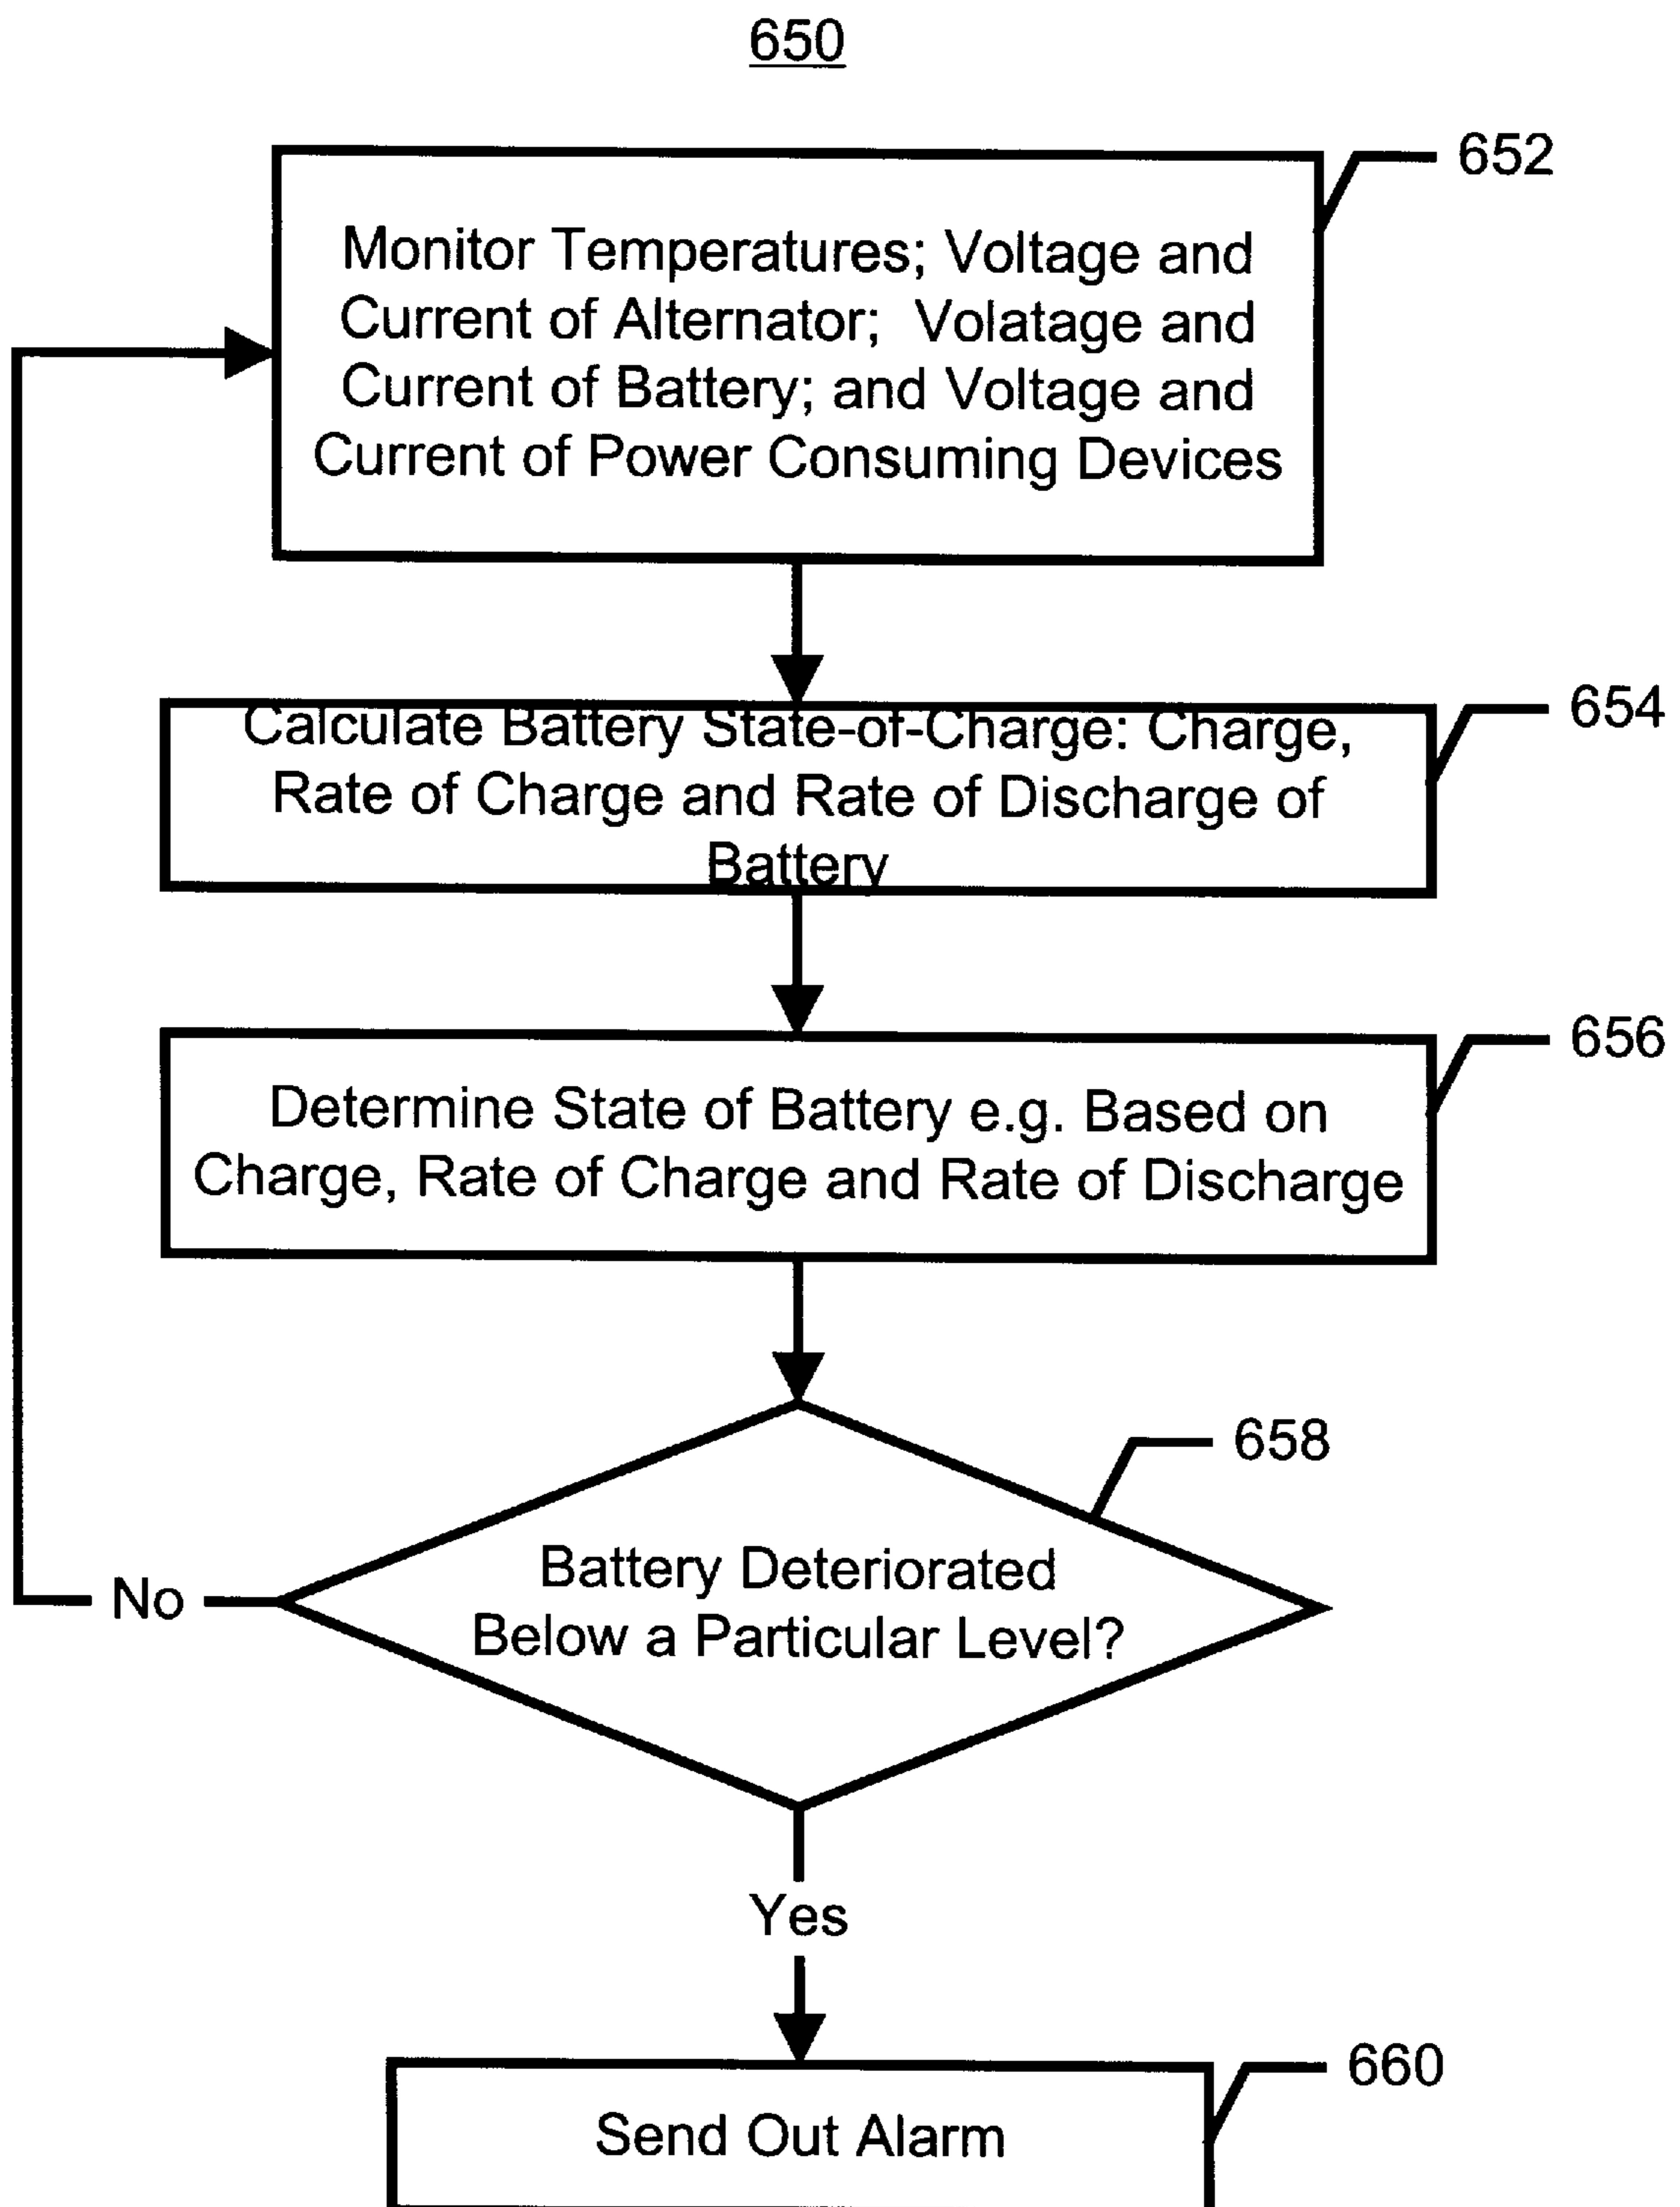 650
652
Monitor Temperatures; Voltage and
Current of Alternator; Volatage and
Current of Battery; and Voltage and
Current of Power Consuming Devices
654
Calculate Battery State-of-Charge: Charge,
Rate of Charge and Rate of Discharge of
Battery
656
Determine State of Battery e.g. Based on
Charge, Rate of Charge and Rate of Discharge
658
Battery Deteriorated
Below a Particular Level?
No
Yes
660
Send Out Alarm